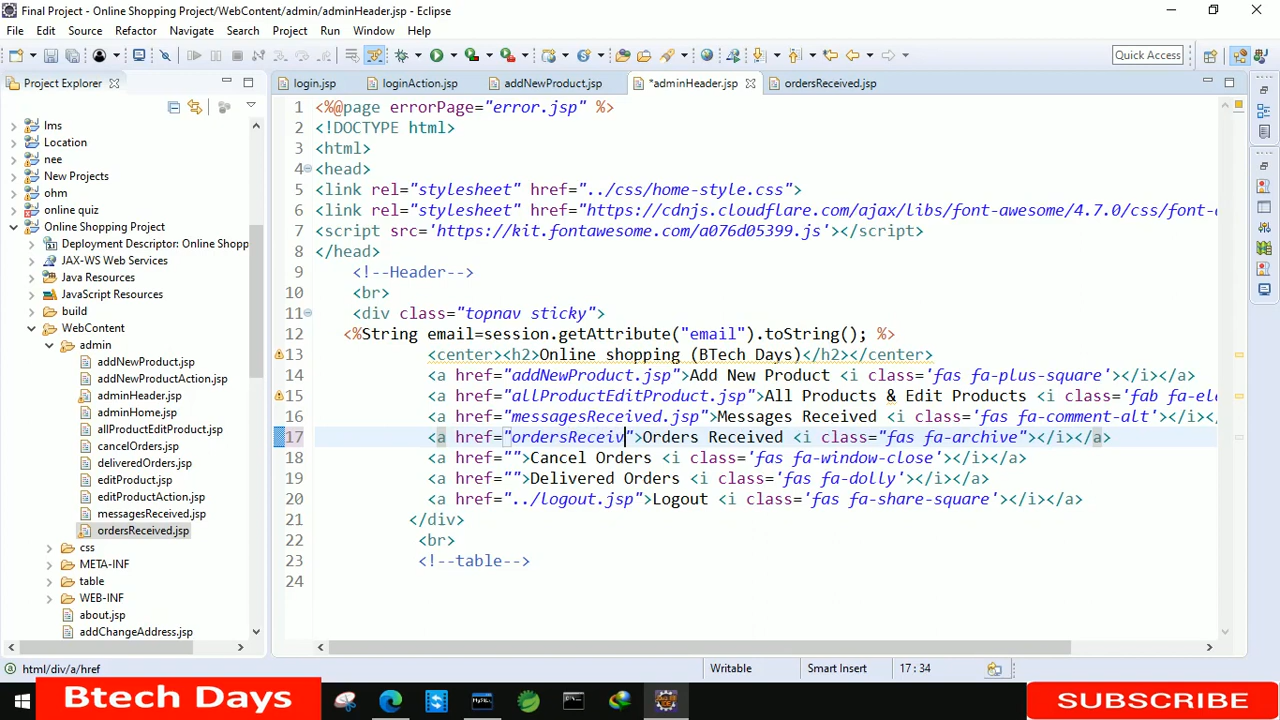 Final Project - Online Shopping Project/WebContent/admin/adminHeader.jsp - Eclipse
File Edit Source Refactor Navigate Search Project Run Window Help
Quick Access
Project Explorer
login.jsp loginAction.jsp addNewProduct.jsp *adminHeader.jsp ordersReceived.jsp
lms
Location
nee
New Projects
ohm
online quiz
Online Shopping Project
Deployment Descriptor: Online Shopp
JAX-WS Web Services
Java Resources
JavaScript Resources
build
WebContent
admin
addNewProduct.jsp
addNewProductAction.jsp
adminHeader.jsp
adminHome.jsp
allProductEditProduct.jsp
cancelOrders.jsp
deliveredOrders.jsp
editProduct.jsp
editProductAction.jsp
messagesReceived.jsp
ordersReceived.jsp
css
META-INF
table
WEB-INF
about.jsp
addChangeAddress.jsp
1 <%@page errorPage="error.jsp" %>
2 <!DOCTYPE html>
3 <html>
4 <head>
5 <link rel="stylesheet" href="../css/home-style.css">
6 <link rel="stylesheet" href="https://cdnjs.cloudflare.com/ajax/libs/font-awesome/4.7.0/css/font-
7 <script src='https://kit.fontawesome.com/a076d05399.js'></script>
8 </head>
9 <!--Header-->
10 <br>
11 <div class="topnav sticky">
12 <%String email=session.getAttribute("email").toString(); %>
13 <center><h2>Online shopping (BTech Days)</h2></center>
14 <a href="addNewProduct.jsp">Add New Product <i class='fas fa-plus-square'></i></a>
15 <a href="allProductEditProduct.jsp">All Products & Edit Products <i class='fab fa-el
16 <a href="messagesReceived.jsp">Messages Received <i class='fas fa-comment-alt'></i></
17 <a href="ordersReceiv">Orders Received <i class="fas fa-archive"></i></a>
18 <a href="">Cancel Orders <i class='fas fa-window-close'></i></a>
19 <a href="">Delivered Orders <i class='fas fa-dolly'></i></a>
20 <a href="../logout.jsp">Logout <i class='fas fa-share-square'></i></a>
21 </div>
22 <br>
23 <!--table-->
24
html/div/a/href
Writable
Smart Insert
17 : 34
Btech Days
SUBSCRIBE